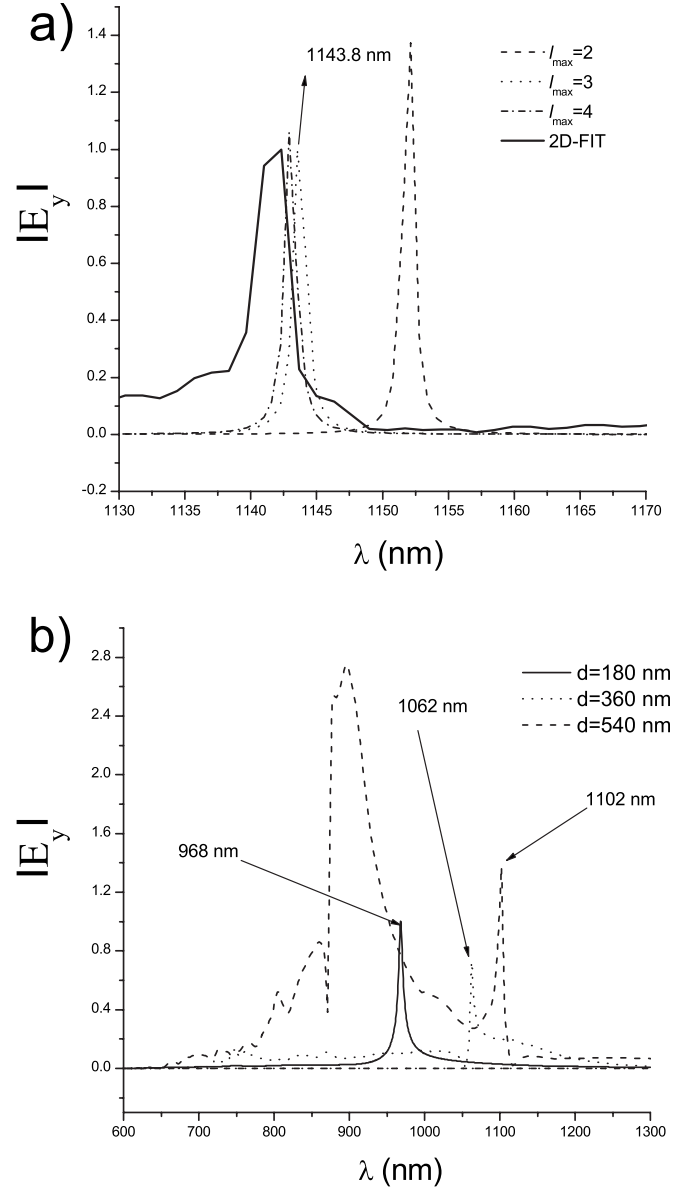 a)
1143.8 nm
lmax=2
lmax=3
lmax=4
2D-FIT
1.4
1.2
1.0
0.8
0.6
0.4
0.2
0.0
-0.2
|Ey|
1130 1135 1140 1145 1150 1155 1160 1165 1170
λ (nm)
b)
d=180 nm
d=360 nm
d=540 nm
1062 nm
1102 nm
968 nm
2.8
2.4
2.0
1.6
1.2
0.8
0.4
0.0
|Ey|
600 700 800 900 1000 1100 1200 1300
λ (nm)